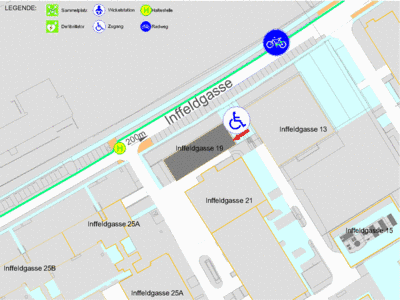 LEGENDE:
Sammelplatz
Wickelstation
Haltestelle
Defibrillator
Zugang
Radweg
H
Inffeldgasse
200m
H
Inffeldgasse 13
Inffeldgasse 19
Inffeldgasse 21
Inffeldgasse 25A
Inffeldgasse 15
Inffeldgasse 25B
Inffeldgasse 25A